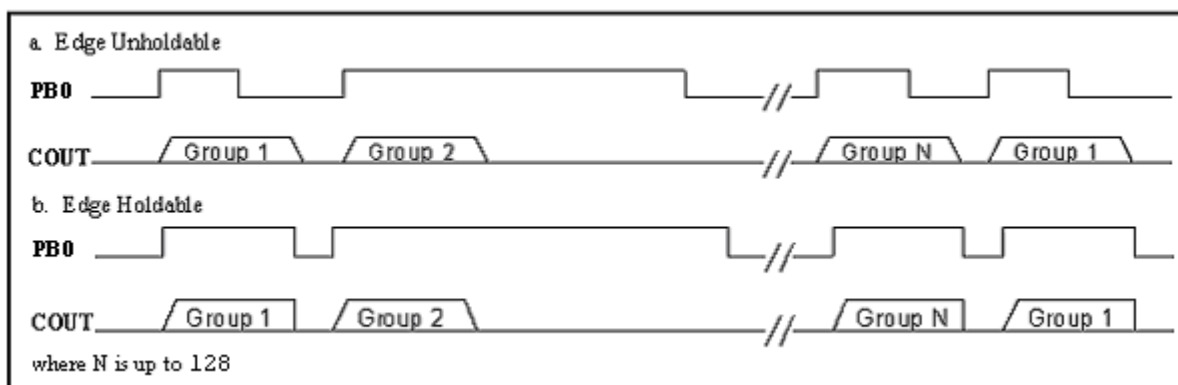 a. Edge Unholdable
PB0
COUT Group 1 Group 2 // Group N Group 1
b. Edge Holdable
PB0
COUT Group 1 Group 2 // Group N Group 1
where N is up to 128